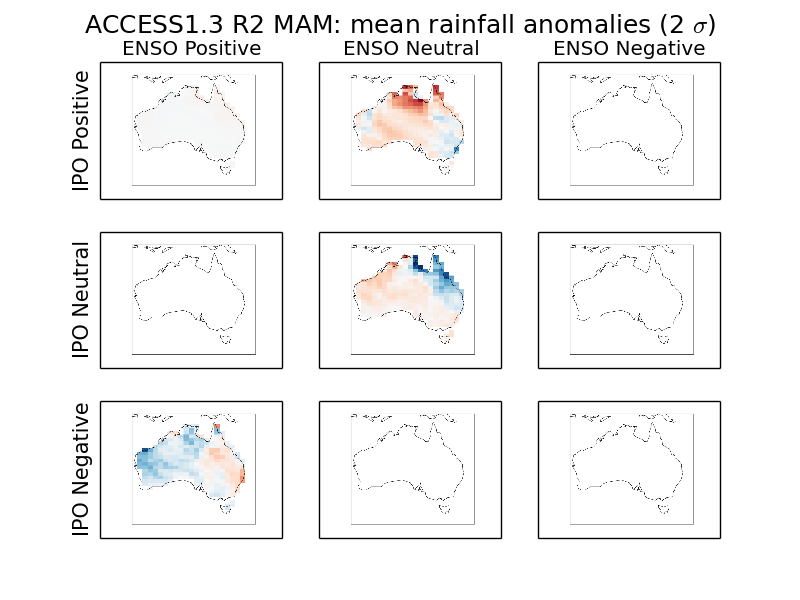 ACCESS1.3 R2 MAM: mean rainfall anomalies (2 σ)
ENSO Positive ENSO Neutral ENSO Negative
IPO Positive
IPO Neutral
IPO Negative